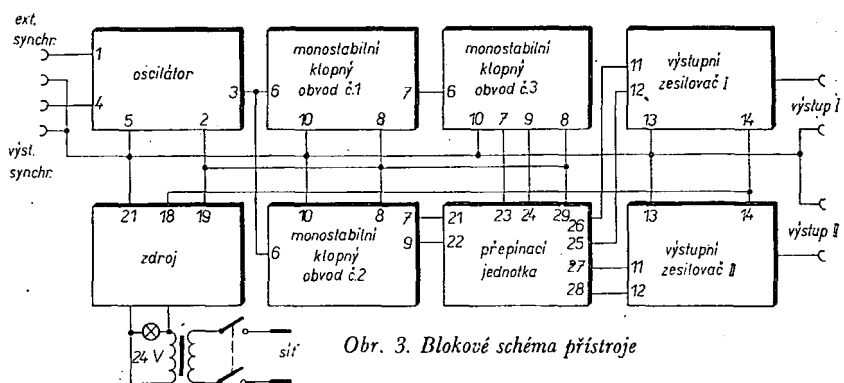 ext.
synchr.
1
4
oscilátor
3
5
2
6
monostabilní
klopný
obvod č.1
7
10
8
6
monostabilní
klopný
obvod č.3
10
7
9
8
11
12
výstupní
zesilovač I
13
14
výstup I
výst.
synchr.
21
18
19
zdroj
10
8
7
9
6
monostabilní
klopný
obvod č.2
21
22
23
24
29
26
25
27
28
přepínací
jednotka
13
14
11
12
výstupní
zesilovač II
výstup II
24 V
síť
Obr. 3. Blokové schéma přístroje